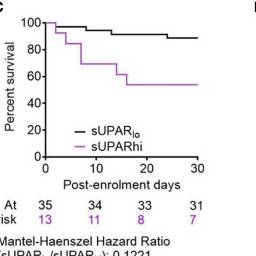 C
100
80
60
40
20
0
Percent survival
sUPARlo
sUPARhi
0 10 20 30
Post-enrolment days
At 35 34 33 31
risk 13 11 8 7
Mantel-Haenszel Hazard Ratio
0.1221